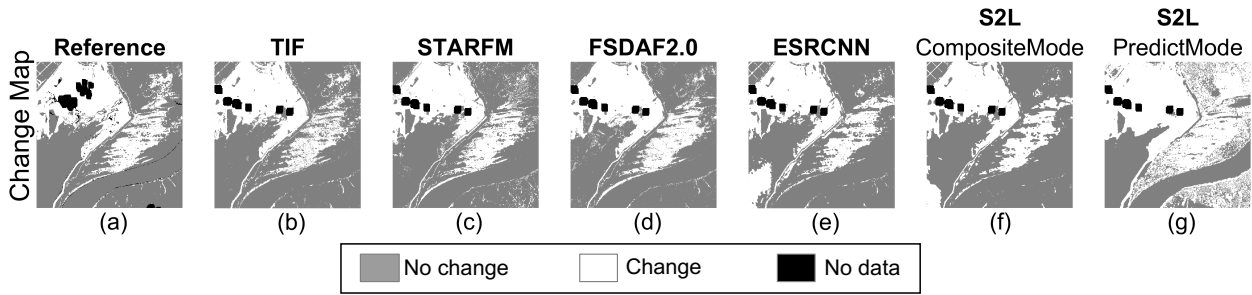 S2L S2L
Reference TIF STARFM FSDAF2.0 ESRCNN CompositeMode PredictMode
Change Map
(a) (b) (c) (d) (e) (f) (g)
No change Change No data